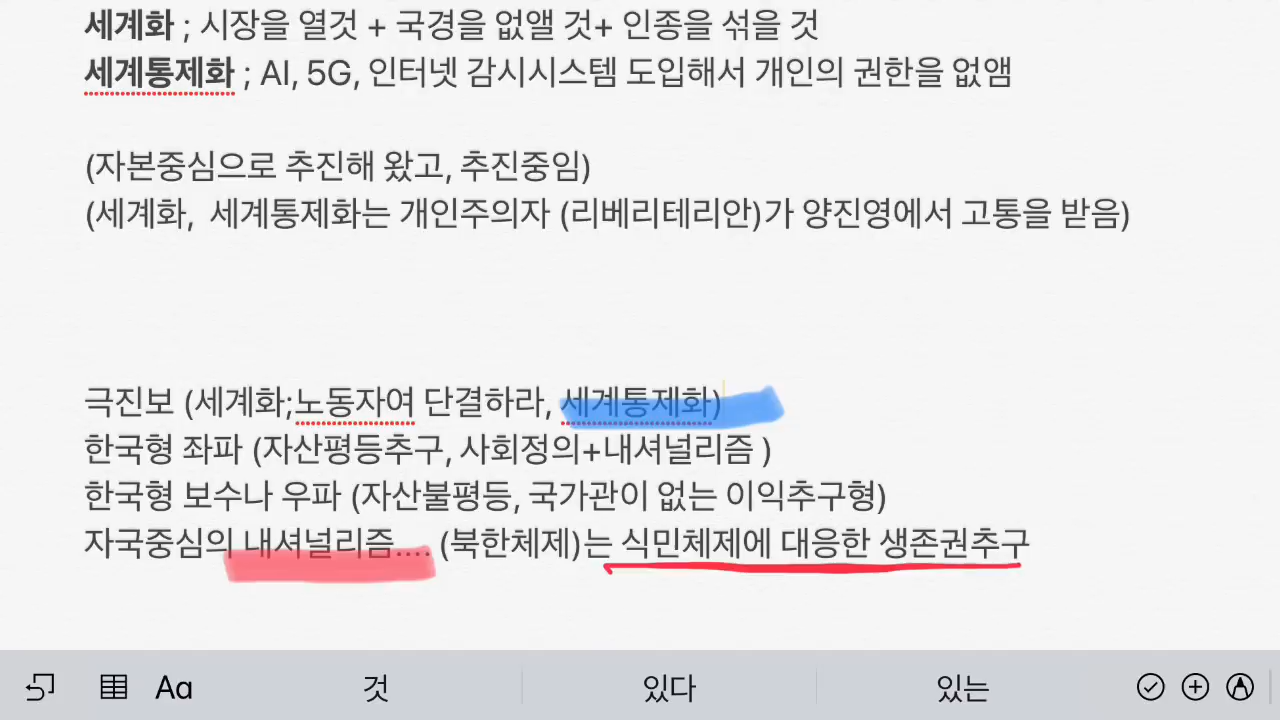 세계화 ; 시장을 열것 + 국경을 없앨 것+ 인종을 섞을 것
세계통제화 ; AI, 5G, 인터넷 감시시스템 도입해서 개인의 권한을 없앰
(자본중심으로 추진해 왔고, 추진중임)
(세계화, 세계통제화는 개인주의자 (리베리테리안)가 양진영에서 고통을 받음)
극진보 (세계화;노동자여 단결하라, 세계통제화)
한국형 좌파 (자산평등추구, 사회정의+내셔널리즘 )
한국형 보수나 우파 (자산불평등, 국가관이 없는 이익추구형)
자국중심의 내셔널리즘.... (북한체제)는 식민체제에 대응한 생존권추구
Aa 것 있다 있는